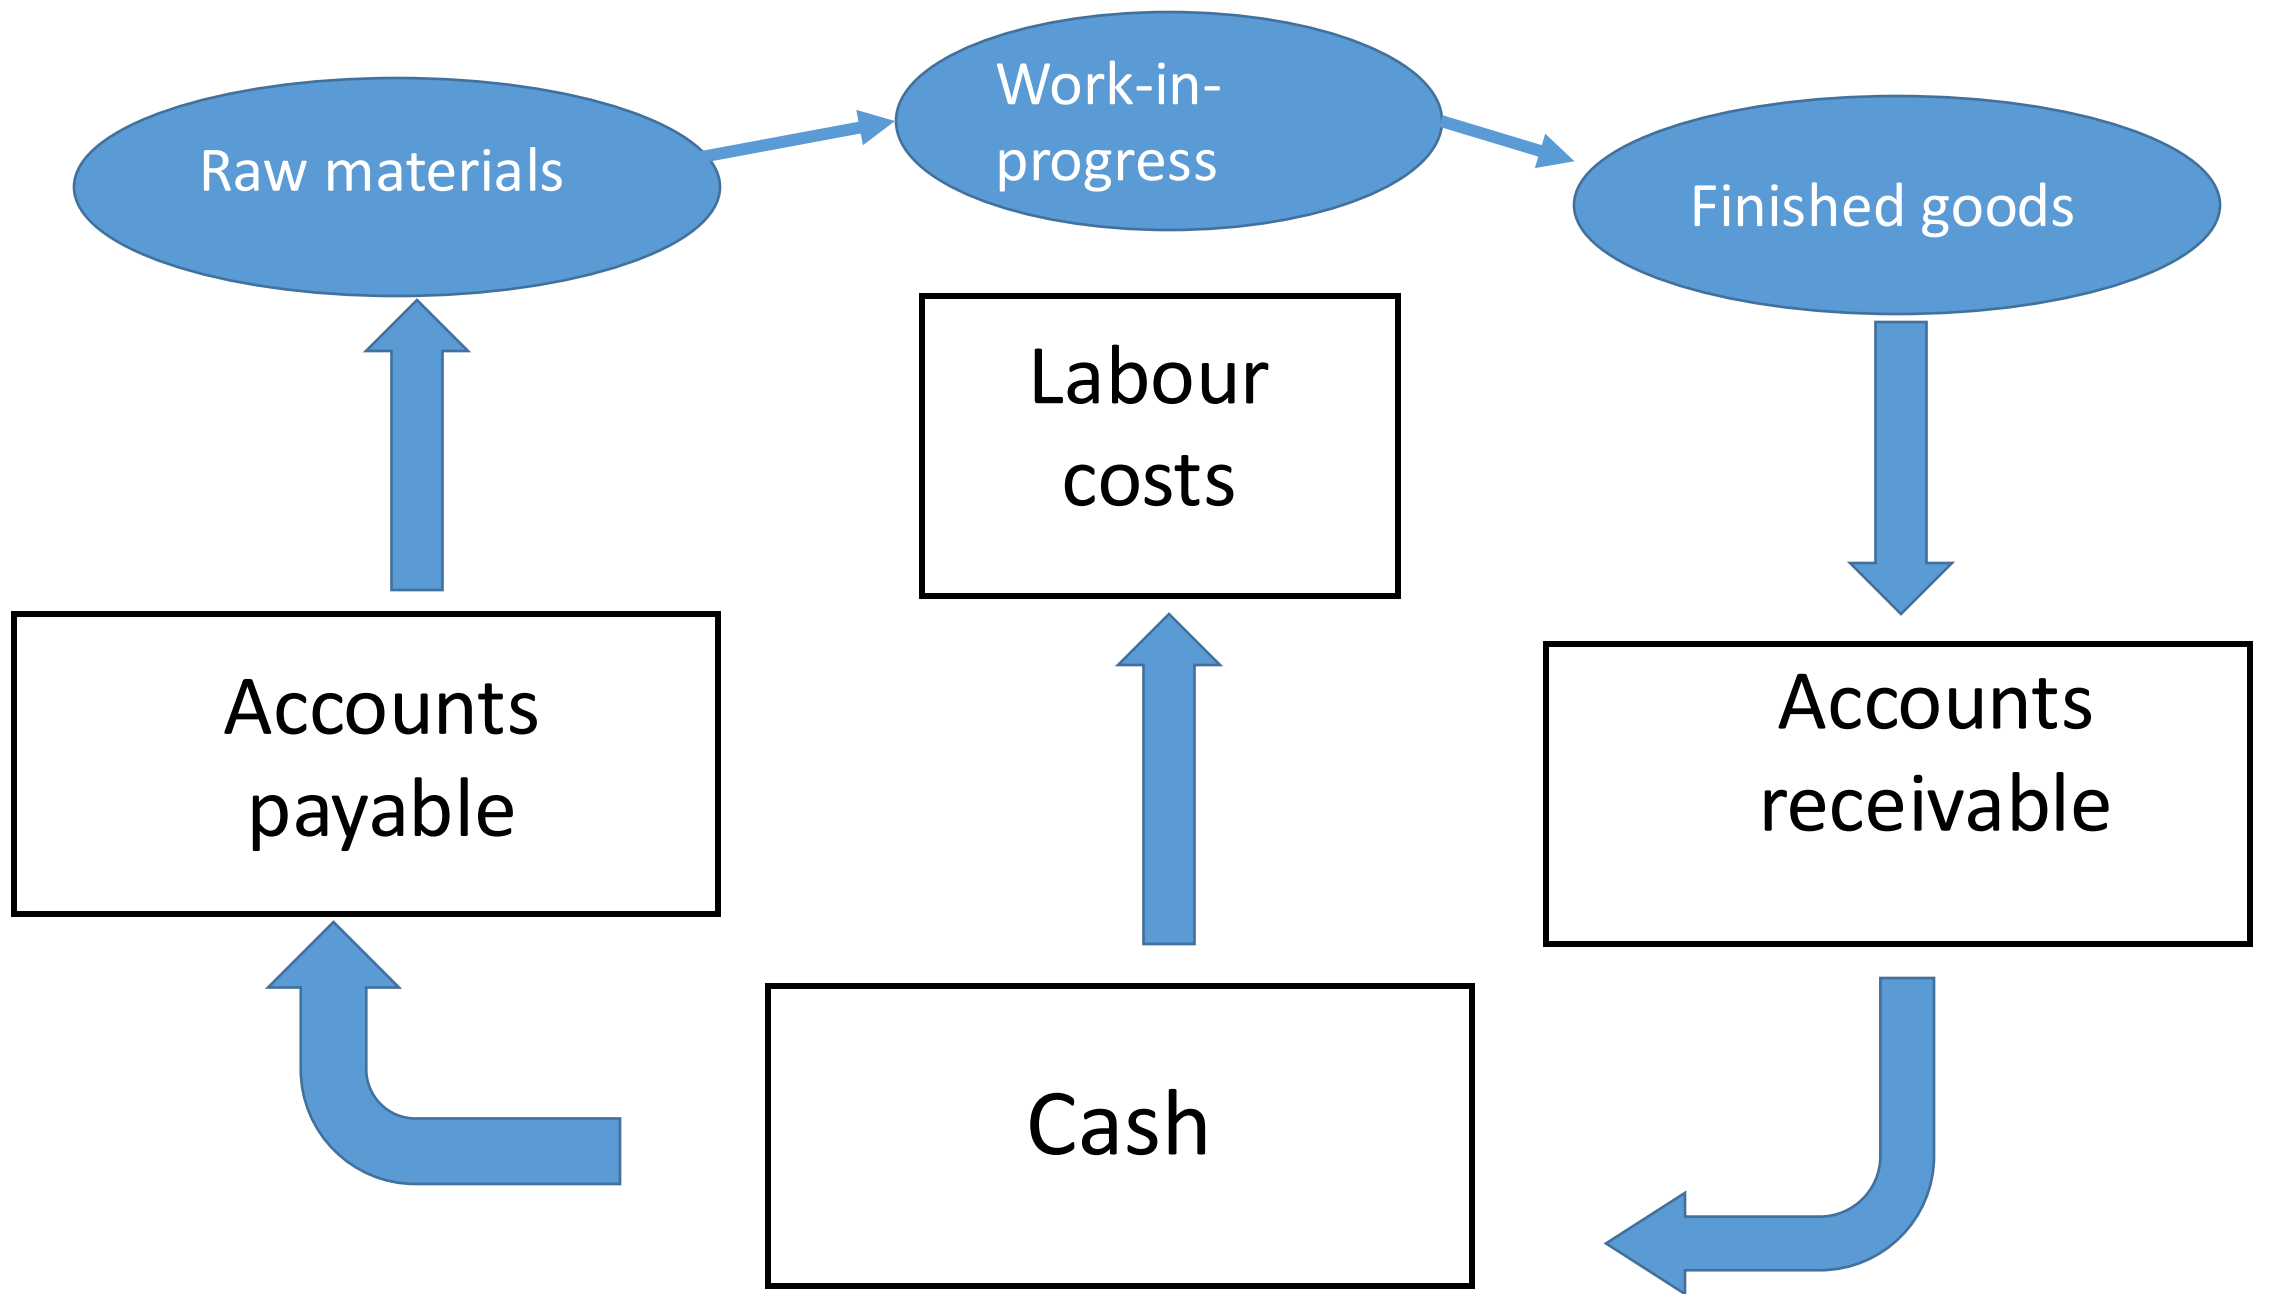 Raw materials
Work-in-
progress
Finished goods
Labour
costs
Accounts
payable
Accounts
receivable
Cash